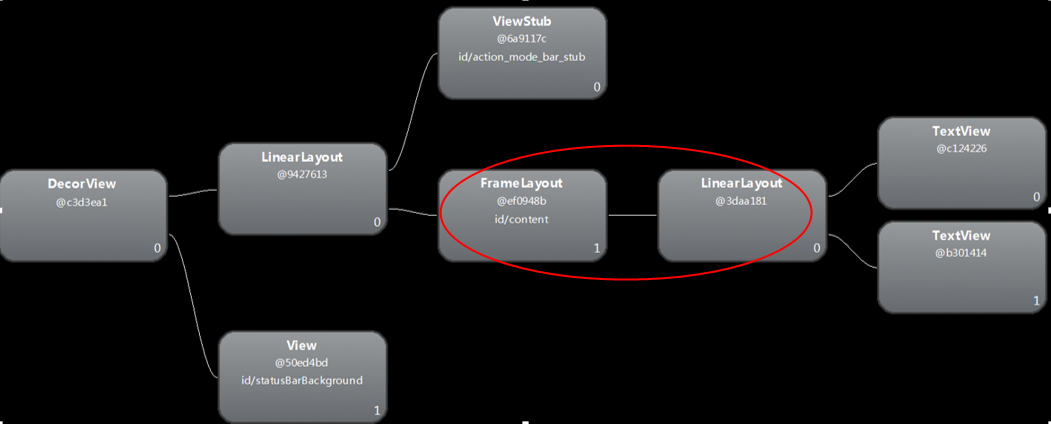 ViewStub
@6a9117c
id/action_mode_bar_stub
0
TextView
@c124226
0
LinearLayout
@9427613
0
DecorView
@c3d3ea1
0
FrameLayout
@ef0948b
id/content
1
LinearLayout
@3daa181
0
TextView
@b301414
1
View
@50ed4bd
id/statusBarBackground
1